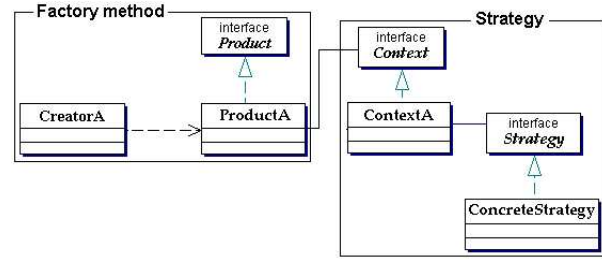 Factory method
Strategy
interface
Product
interface
Context
CreatorA
ProductA
ContextA
interface
Strategy
ConcreteStrategy